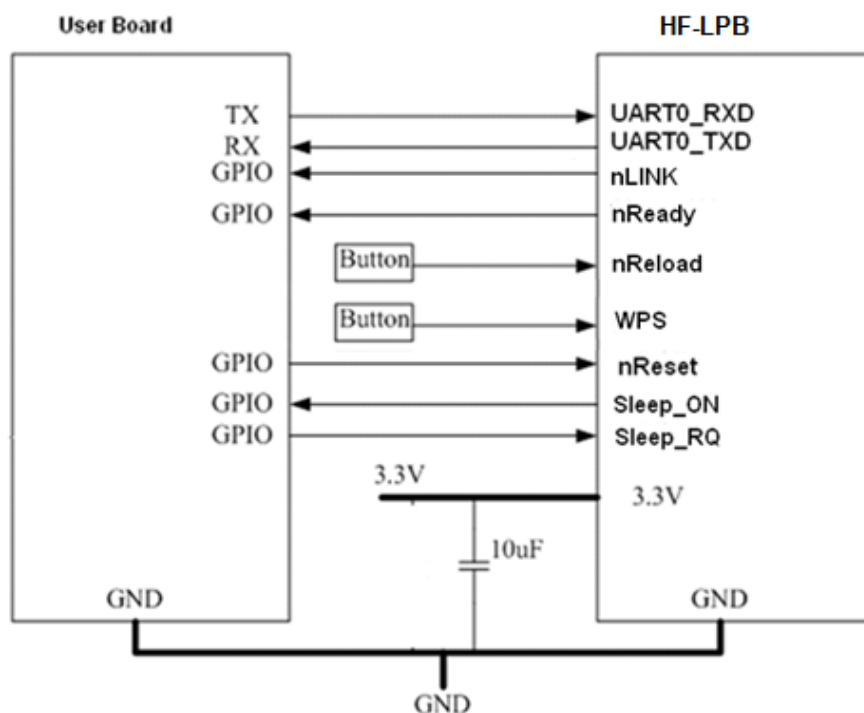 User Board HF-LPB
TX UART0_RXD
RX UART0_TXD
GPIO nLINK
GPIO nReady
Button nReload
Button WPS
GPIO nReset
GPIO Sleep_ON
GPIO Sleep_RQ
3.3V 3.3V
10uF
GND GND
GND